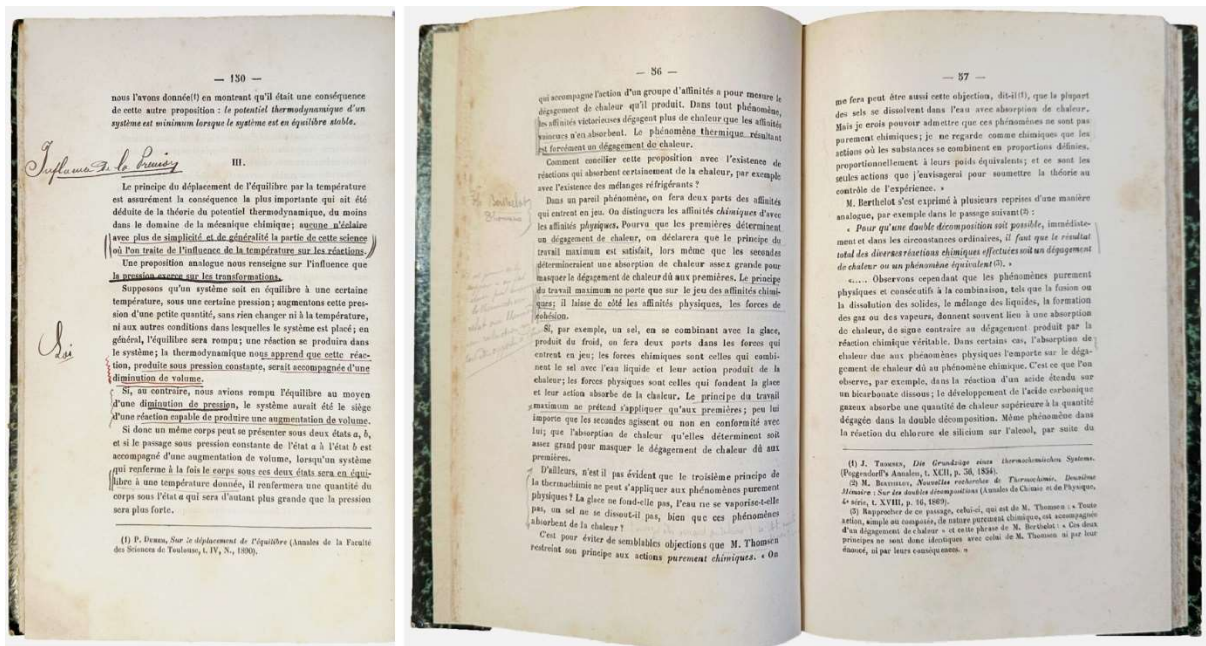 — 130 —
nous l'avons donnée(1) en montrant qu'il était une conséquence
de cette autre proposition : le potentiel thermodynamique d'un
système est minimum lorsque le système est en équilibre stable.
Influence de la Pression
III.
Le principe du déplacement de l'équilibre par la température
est assurément la conséquence la plus importante qui ait été
déduite de la théorie du potentiel thermodynamique, du moins
dans le domaine de la mécanique chimique; aucune n'éclaire
avec plus de simplicité et de généralité la partie de cette science
où l'on traite de l'influence de la température sur les réactions.
Une proposition analogue nous renseigne sur l'influence que
la pression exerce sur les transformations.
Supposons qu'un système soit en équilibre à une certaine
température, sous une certaine pression; augmentons cette pres-
sion d'une petite quantité, sans rien changer ni à la température,
ni aux autres conditions dans lesquelles le système est placé; en
général, l'équilibre sera rompu; une réaction se produira dans
Loi
le système; la thermodynamique nous apprend que cette réac-
tion, produite sous pression constante, serait accompagnée d'une
diminution de volume.
Si, au contraire, nous avions rompu l'équilibre au moyen
d'une diminution de pression, le système aurait été le siège
d'une réaction capable de produire une augmentation de volume.
Si donc un même corps peut se présenter sous deux états a, b,
et si le passage sous pression constante de l'état a à l'état b est
accompagné d'une augmentation de volume, lorsqu'un système
qui renferme à la fois le corps sous ces deux états sera en équi-
libre à une température donnée, il renfermera une quantité du
corps sous l'état a qui sera d'autant plus grande que la pression
sera plus forte.
(1) P. Duhem, Sur le déplacement de l'équilibre (Annales de la Faculté
des Sciences de Toulouse, t. IV, N., 1890).
— 56 —
qui accompagne l'action d'un groupe d'affinités a pour mesure le
dégagement de chaleur qu'il produit. Dans tout phénomène,
les affinités victorieuses dégagent plus de chaleur que les affinités
vaincues n'en absorbent. Le phénomène thermique résultant
est forcément un dégagement de chaleur.
Comment concilier cette proposition avec l'existence de
réactions qui absorbent certainement de la chaleur, par exemple
avec l'existence des mélanges réfrigérants ?
Dans un pareil phénomène, on fera deux parts des affinités
Berthelot
qui entrent en jeu. On distinguera les affinités chimiques d'avec
Thomsen
les affinités physiques. Pourvu que les premières déterminent
un dégagement de chaleur, on déclarera que le principe du
travail maximum est satisfait, lors même que les secondes
détermineraient une absorption de chaleur assez grande pour
masquer le dégagement de chaleur dû aux premières. Le principe
du travail maximum ne porte que sur le jeu des affinités chimi-
ques; il laisse de côté les affinités physiques, les forces de
cohésion.
Si, par exemple, un sel, en se combinant avec la glace,
produit du froid, on fera deux parts dans les forces qui
entrent en jeu; les forces chimiques sont celles qui combi-
nent le sel avec l'eau liquide et leur action produit de la
chaleur; les forces physiques sont celles qui fondent la glace
et leur action absorbe de la chaleur. Le principe du travail
maximum ne prétend s'appliquer qu'aux premières; peu lui
importe que les secondes agissent ou non en conformité avec
lui; que l'absorption de chaleur qu'elles déterminent soit
assez grand pour masquer le dégagement de chaleur dû aux
premières.
D'ailleurs, n'est il pas évident que le troisième principe de
la thermochimie ne peut s'appliquer aux phénomènes purement
physiques ? La glace ne fond-elle pas, l'eau ne se vaporise-t-elle
pas, un sel ne se dissout-il pas, bien que ces phénomènes
absorbent de la chaleur ?
C'est pour éviter de semblables objections que M. Thomsen
restreint son principe aux actions purement chimiques. « On
— 57 —
me fera peut être aussi cette objection, dit-il(1), que la plupart
des sels se dissolvent dans l'eau avec absorption de chaleur.
Mais je crois pouvoir admettre que ces phénomènes ne sont pas
purement chimiques; je ne regarde comme chimiques que les
actions où les substances se combinent en proportions définies,
proportionnellement à leurs poids équivalents; et ce sont les
seules actions que j'envisagerai pour soumettre la théorie au
contrôle de l'expérience. »
M. Berthelot s'est exprimé à plusieurs reprises d'une manière
analogue, par exemple dans le passage suivant(2) :
« Pour qu'une double décomposition soit possible, immédiate-
ment et dans les circonstances ordinaires, il faut que le résultat
total des diverses réactions chimiques effectuées soit un dégagement
de chaleur ou un phénomène équivalent(3). »
«..... Observons cependant que les phénomènes purement
physiques et consécutifs à la combinaison, tels que la fusion ou
la dissolution des solides, le mélange des liquides, la formation
des gaz ou des vapeurs, donnent souvent lieu à une absorption
de chaleur, de signe contraire au dégagement produit par la
réaction chimique véritable. Dans certains cas, l'absorption de
chaleur due aux phénomènes physiques l'emporte sur le déga-
gement de chaleur dû au phénomène chimique. C'est ce que l'on
observe, par exemple, dans la réaction d'un acide étendu sur
un bicarbonate dissous; le développement de l'acide carbonique
gazeux absorbe une quantité de chaleur supérieure à la quantité
dégagée dans la double décomposition. Même phénomène dans
la réaction du chlorure de silicium sur l'alcool, par suite du
(1) J. Thomsen, Die Grundzüge eines thermochemischen Systems.
(Poggendorff's Annalen, t. XCII, p. 36, 1854).
(2) M. Berthelot, Nouvelles recherches de Thermochimie. Deuxième
Mémoire : Sur les doubles décompositions (Annales de Chimie et de Physique,
4e série, t. XVIII, p. 16, 1869).
(3) Rapprocher de ce passage, celui-ci, qui est de M. Thomsen : « Toute
action, simple ou composée, de nature purement chimique, est accompagnée
d'un dégagement de chaleur » et cette phrase de M. Berthelot : « Ces deux
principes ne sont donc identiques avec celui de M. Thomsen ni par leur
énoncé, ni par leurs conséquences. »